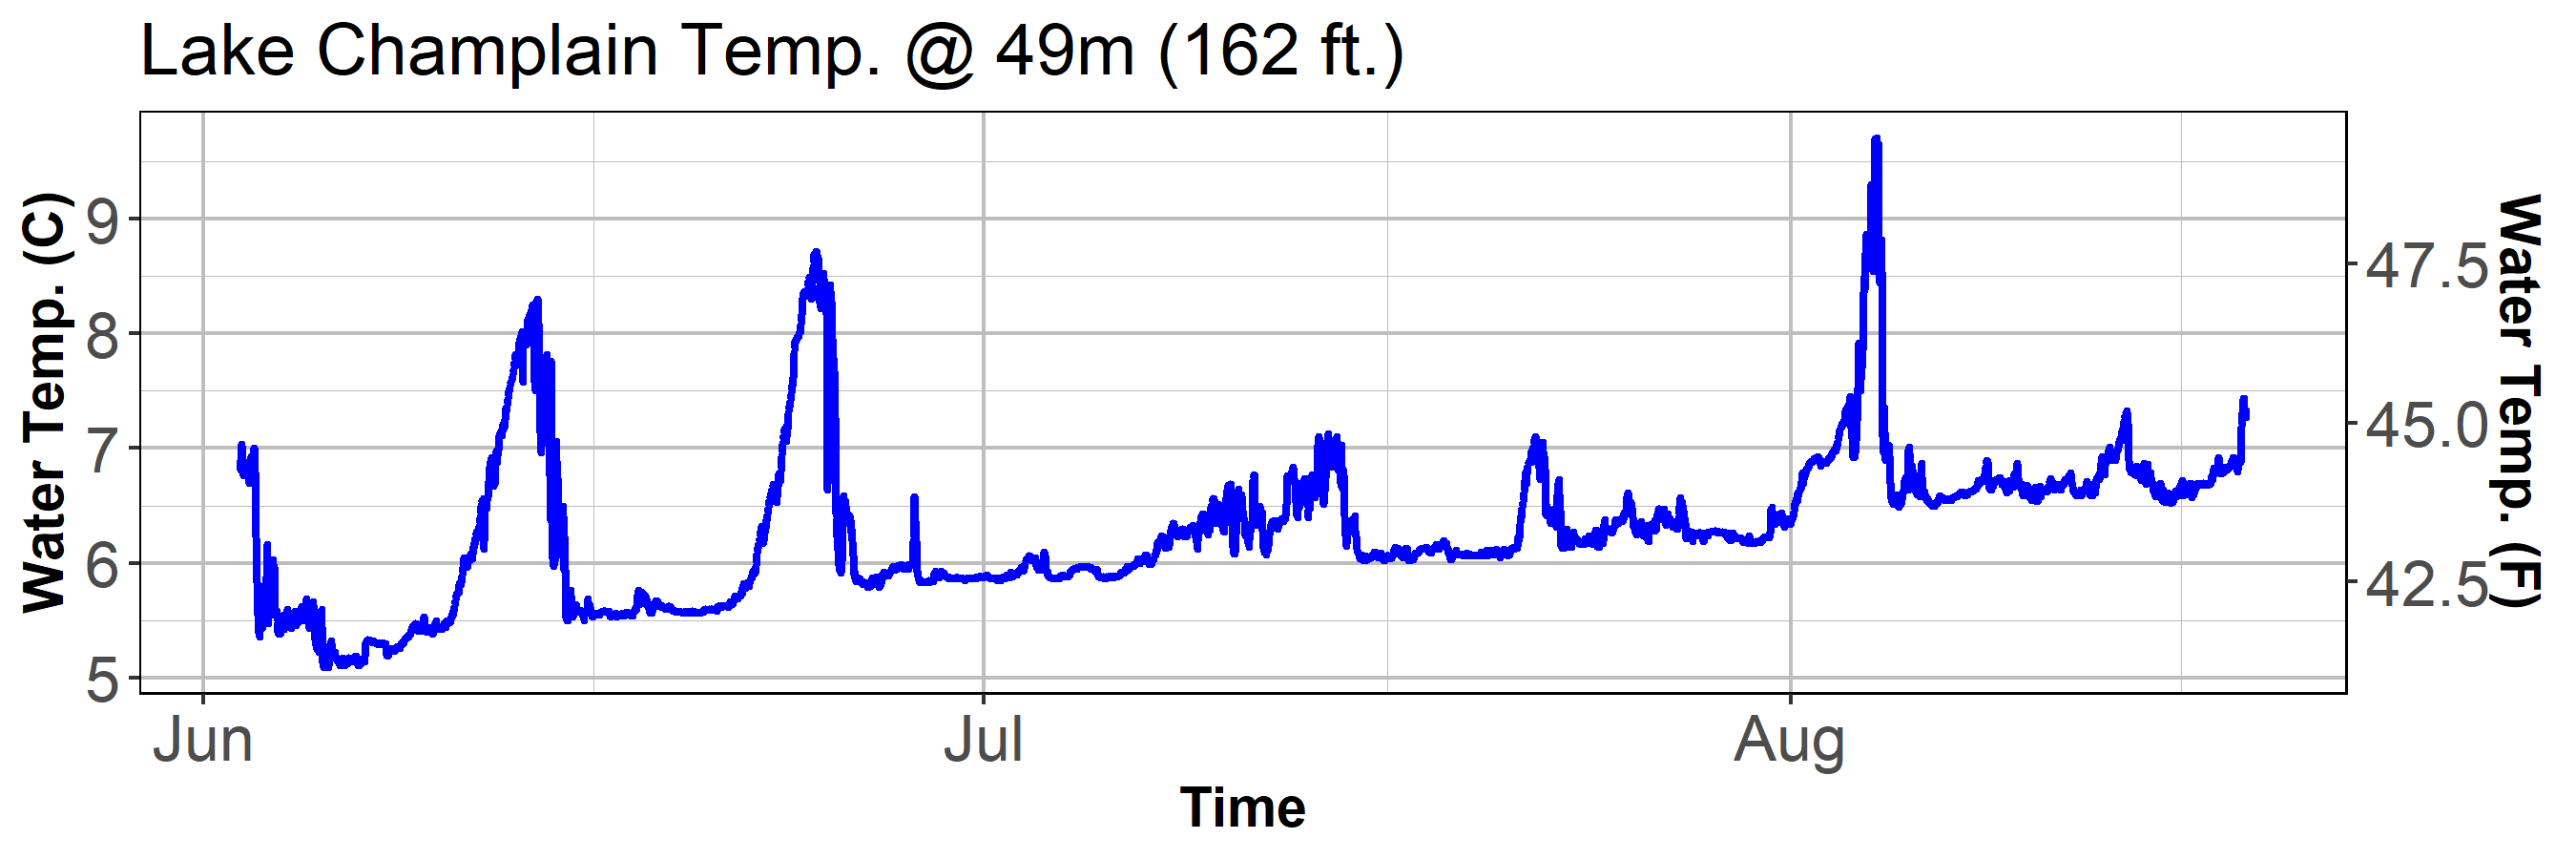 Lake Champlain Temp. @ 49m (162 ft.)
Water Temp. (C)
9
8
7
6
5
47.5
45.0
42.5
Water Temp. (F)
Jun Jul Aug
Time